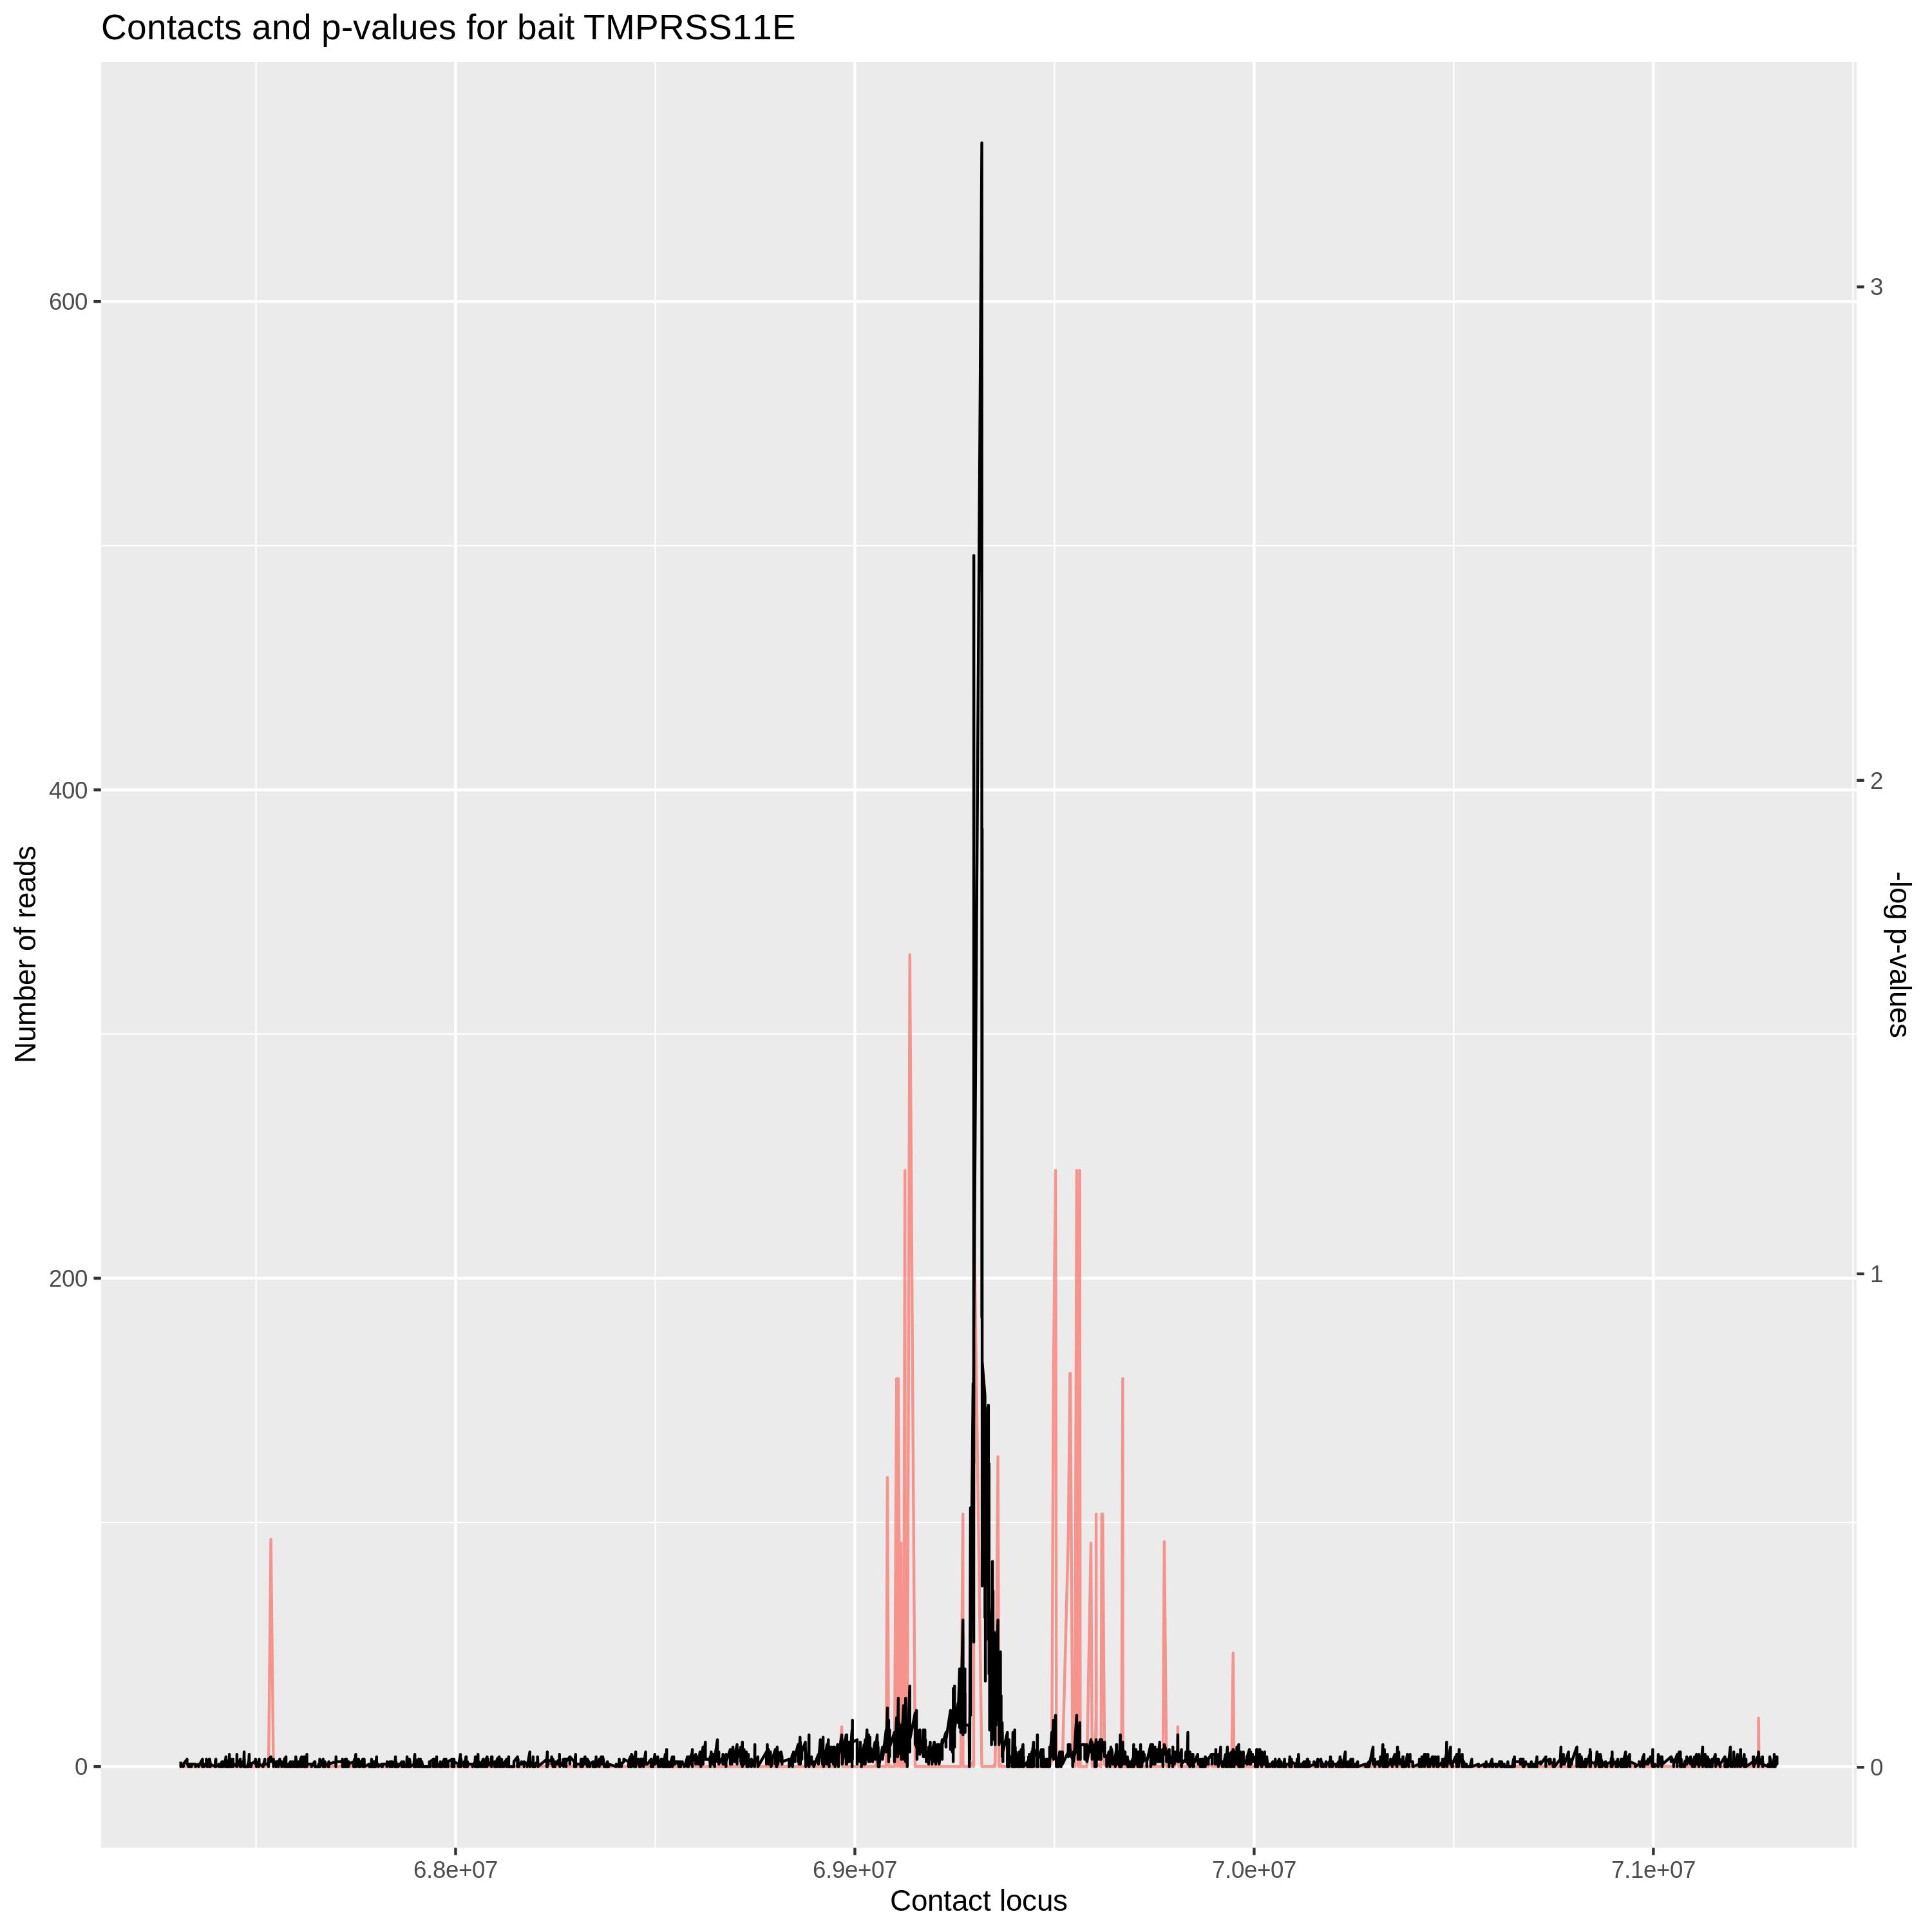 Contacts and p-values for bait TMPRSS11E
600
400
200
0
3
2
1
0
Number of reads
-log p-values
6.8e+07
6.9e+07
7.0e+07
7.1e+07
Contact locus